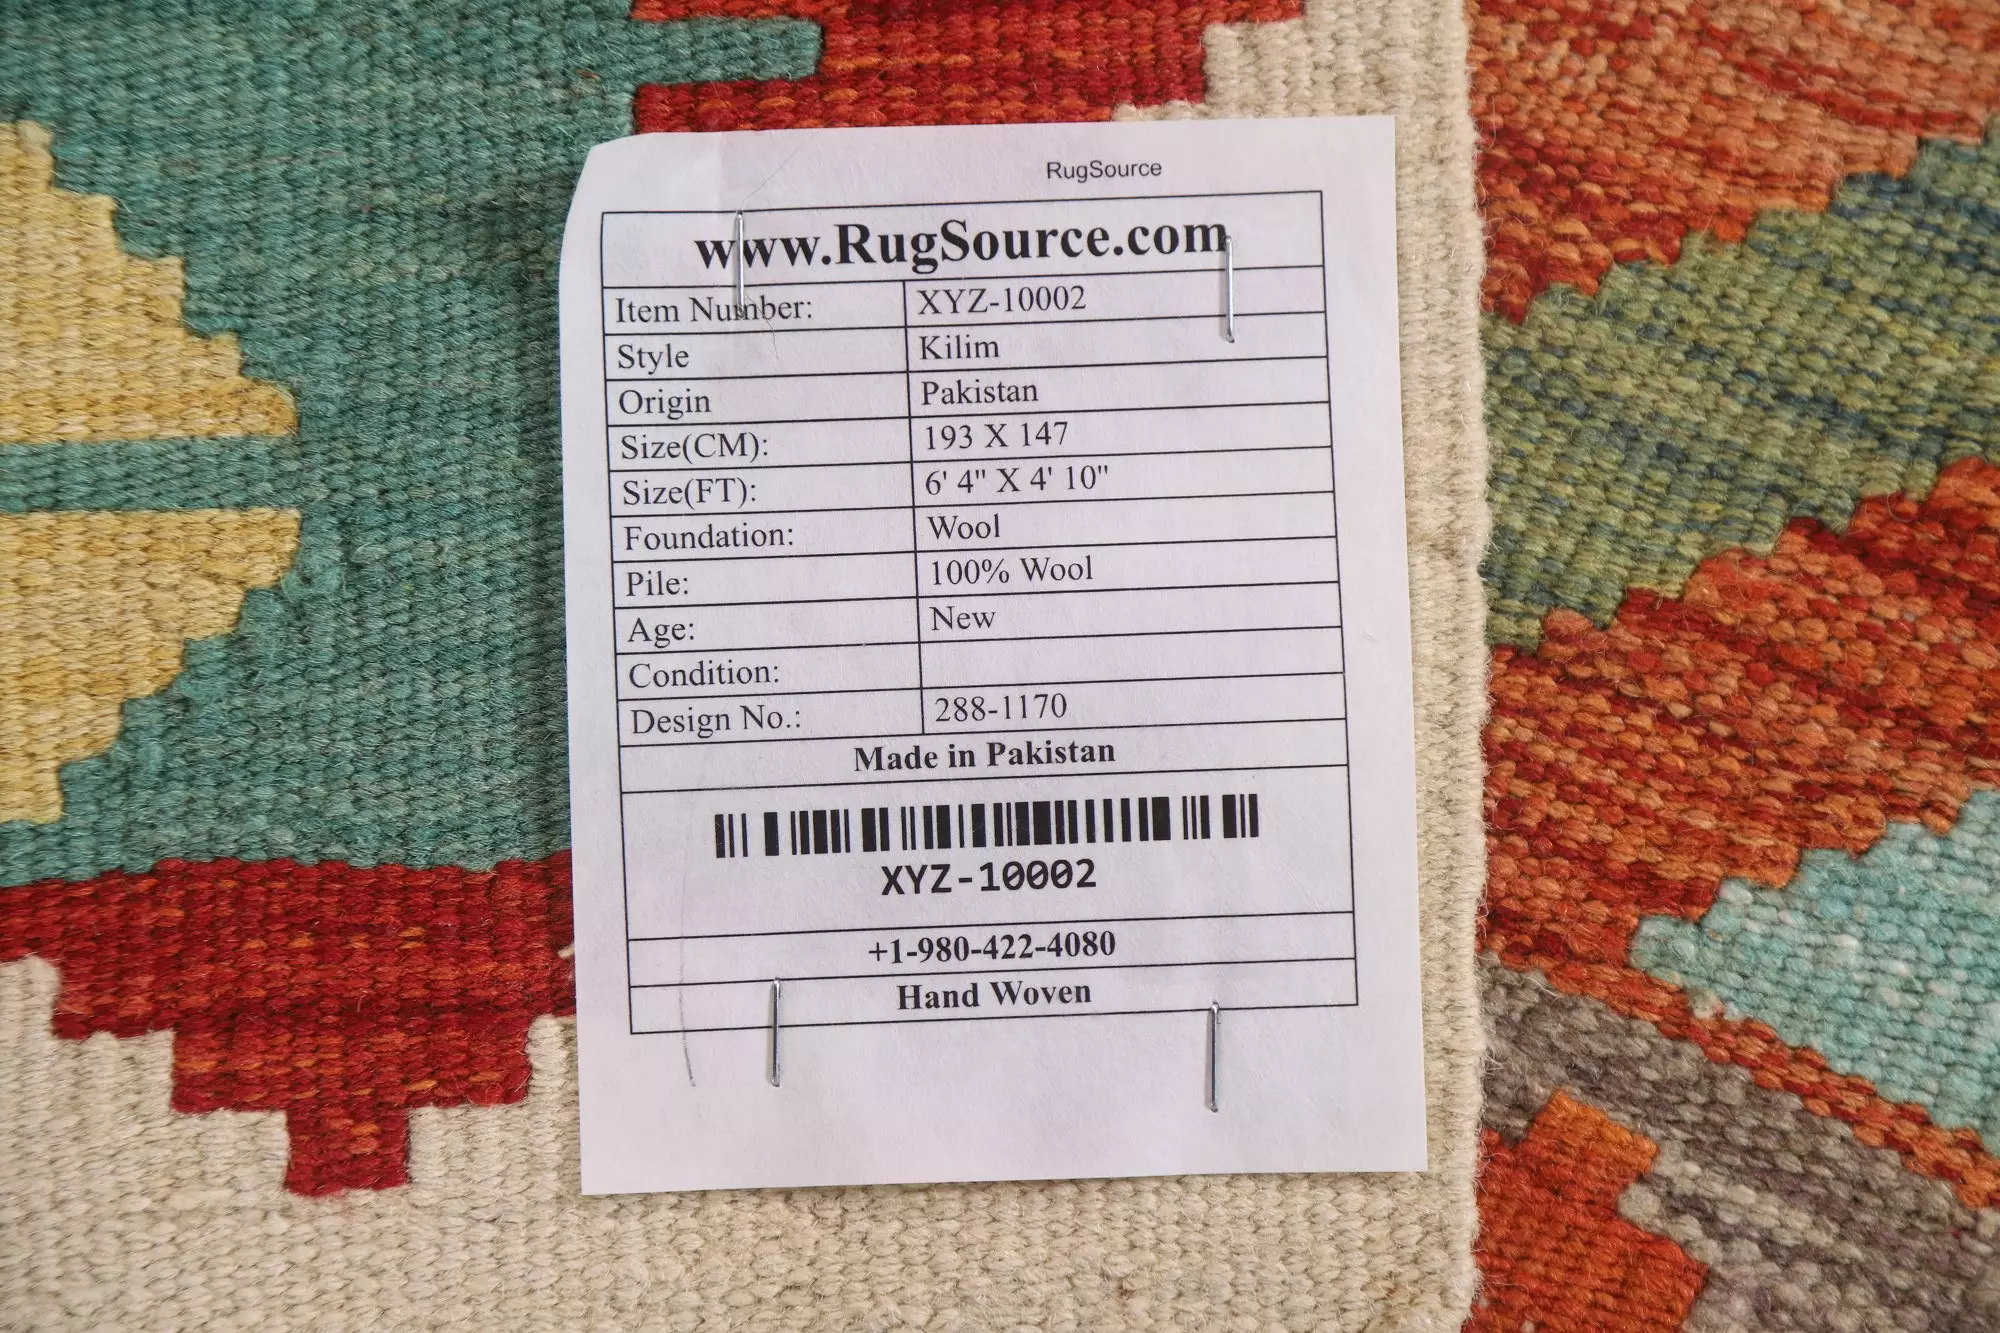 RugSource
www.RugSource.com
Item Number: XYZ-10002
Style Kilim
Origin Pakistan
Size(CM): 193 X 147
Size(FT): 6' 4" X 4' 10"
Foundation: Wool
Pile: 100% Wool
Age: New
Condition:
Design No.: 288-1170
Made in Pakistan
XYZ-10002
+1-980-422-4080
Hand Woven